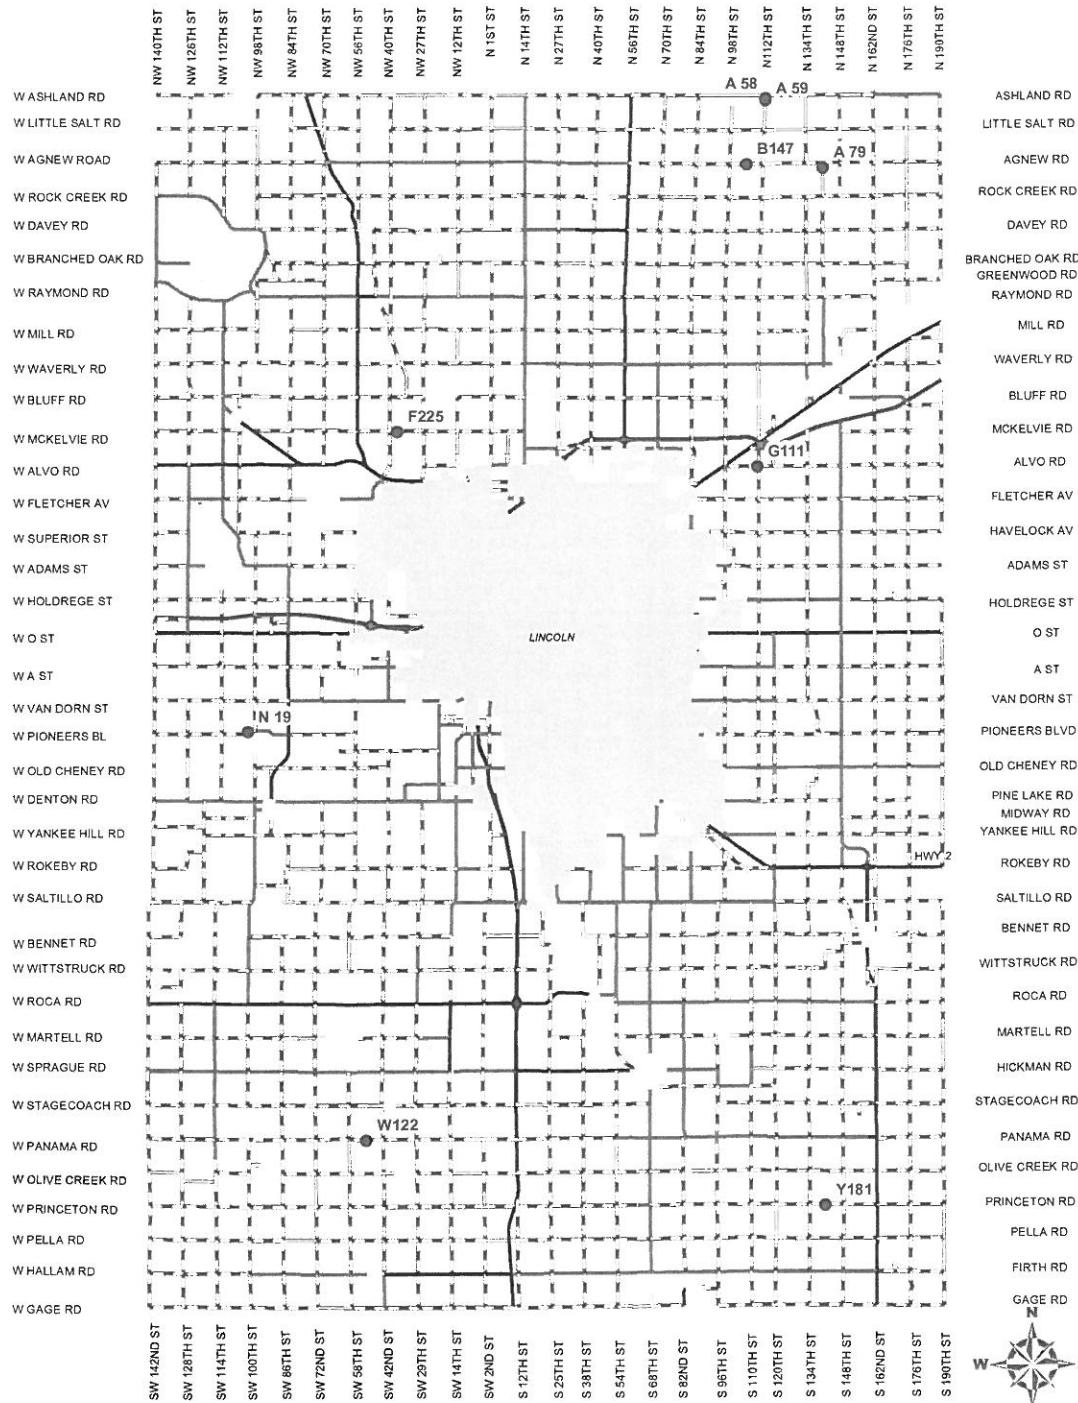 NW 140TH ST
NW 126TH ST
NW 112TH ST
NW 98TH ST
NW 84TH ST
NW 70TH ST
NW 56TH ST
NW 40TH ST
NW 27TH ST
NW 12TH ST
N 1ST ST
N 14TH ST
N 27TH ST
N 40TH ST
N 56TH ST
N 70TH ST
N 84TH ST
N 98TH ST
N 112TH ST
N 134TH ST
N 148TH ST
N 162ND ST
N 176TH ST
N 190TH ST
A 58 A 59
W ASHLAND RD
ASHLAND RD
W LITTLE SALT RD
LITTLE SALT RD
B147
A 79
W AGNEW ROAD
AGNEW RD
W ROCK CREEK RD
ROCK CREEK RD
W DAVEY RD
DAVEY RD
W BRANCHED OAK RD
BRANCHED OAK RD
GREENWOOD RD
W RAYMOND RD
RAYMOND RD
W MILL RD
MILL RD
W WAVERLY RD
WAVERLY RD
W BLUFF RD
BLUFF RD
F225
W MCKELVIE RD
MCKELVIE RD
G111
W ALVO RD
ALVO RD
W FLETCHER AV
FLETCHER AV
W SUPERIOR ST
HAVELOCK AV
W ADAMS ST
ADAMS ST
W HOLDREGE ST
HOLDREGE ST
W O ST
LINCOLN
O ST
W A ST
A ST
W VAN DORN ST
VAN DORN ST
N 19
W PIONEERS BL
PIONEERS BLVD
W OLD CHENEY RD
OLD CHENEY RD
W DENTON RD
PINE LAKE RD
MIDWAY RD
W YANKEE HILL RD
YANKEE HILL RD
HWY 2
W ROKEBY RD
ROKEBY RD
W SALTILLO RD
SALTILLO RD
W BENNET RD
BENNET RD
W WITTSTRUCK RD
WITTSTRUCK RD
W ROCA RD
ROCA RD
W MARTELL RD
MARTELL RD
W SPRAGUE RD
HICKMAN RD
W STAGECOACH RD
STAGECOACH RD
W122
W PANAMA RD
PANAMA RD
W OLIVE CREEK RD
OLIVE CREEK RD
Y181
W PRINCETON RD
PRINCETON RD
W PELLA RD
PELLA RD
W HALLAM RD
FIRTH RD
W GAGE RD
GAGE RD
N
W
E
S
SW 142ND ST
SW 128TH ST
SW 114TH ST
SW 100TH ST
SW 86TH ST
SW 72ND ST
SW 58TH ST
SW 42ND ST
SW 29TH ST
SW 14TH ST
SW 2ND ST
S 12TH ST
S 25TH ST
S 38TH ST
S 54TH ST
S 68TH ST
S 82ND ST
S 96TH ST
S 110TH ST
S 120TH ST
S 134TH ST
S 148TH ST
S 162ND ST
S 176TH ST
S 190TH ST